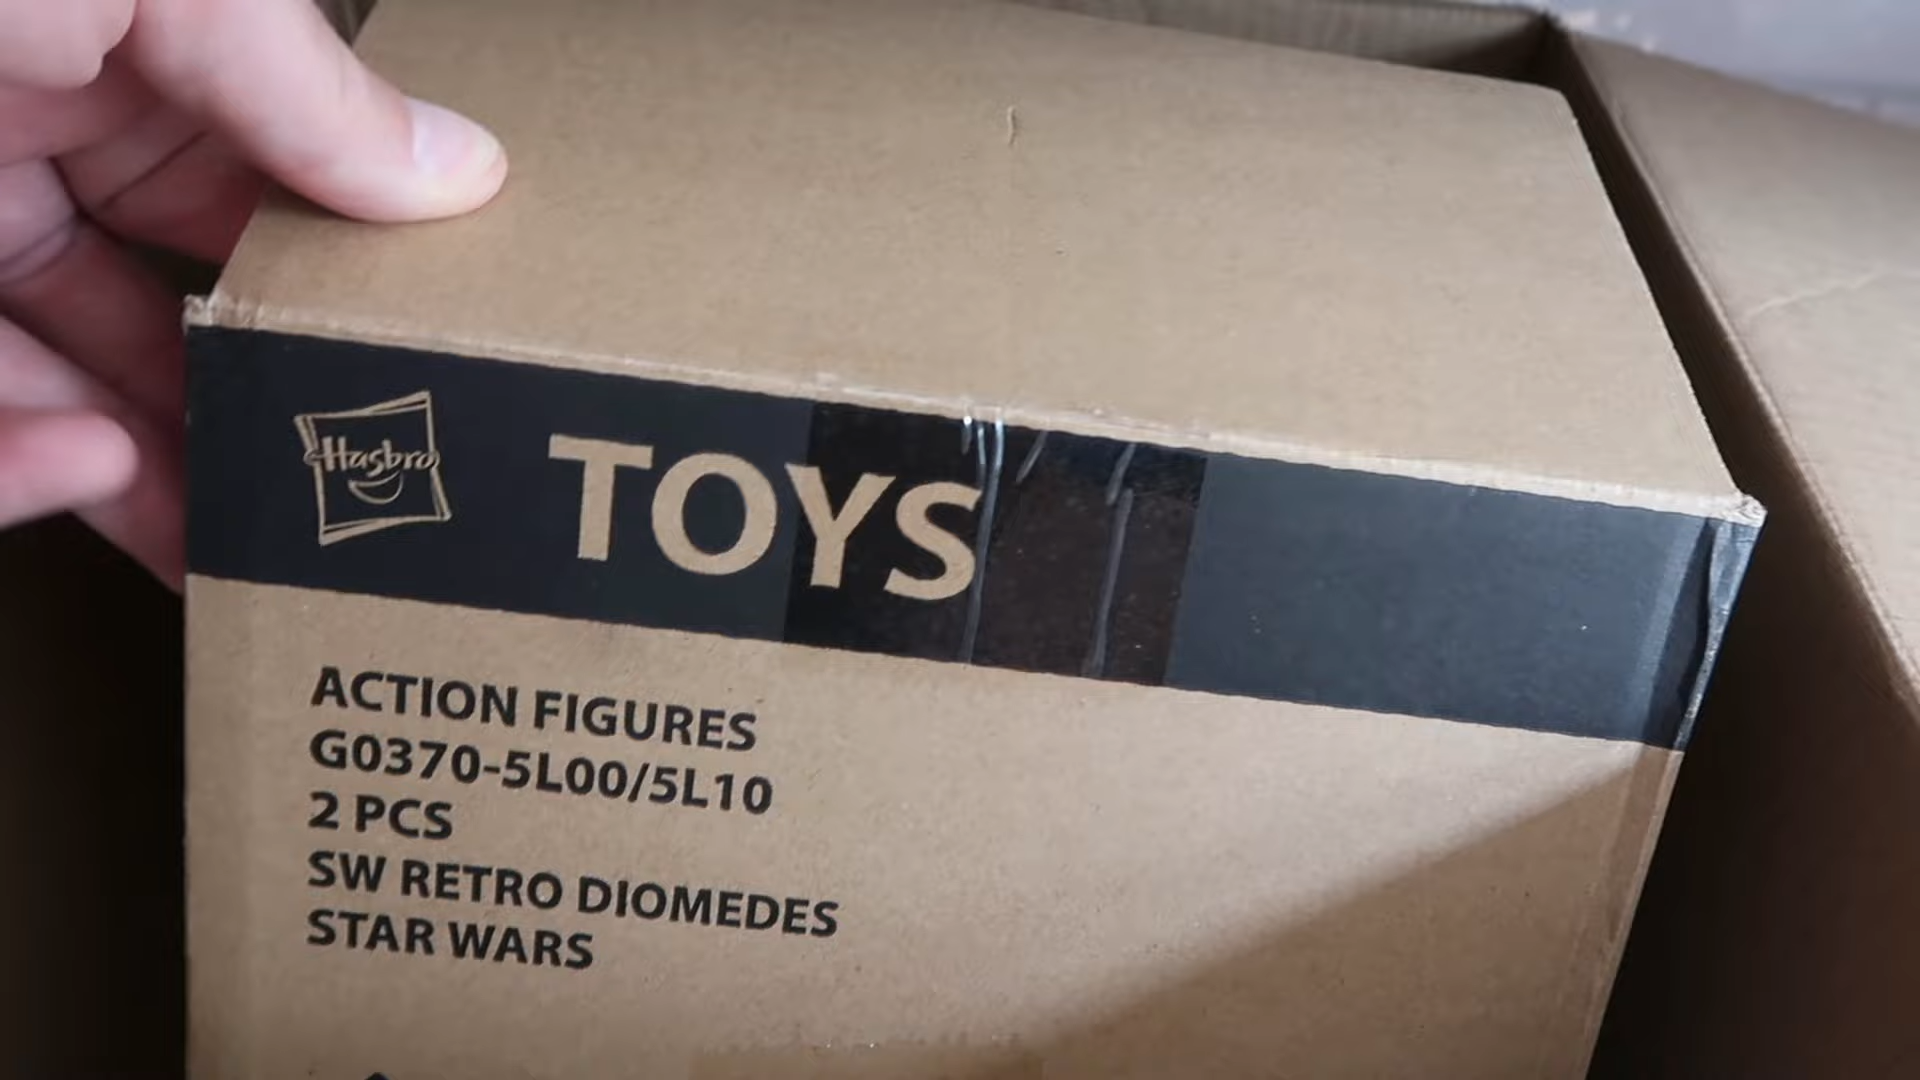 Hasbro
TOYS
ACTION FIGURES
G0370-5L00/5L10
2 PCS
SW RETRO DIOMEDES
STAR WARS